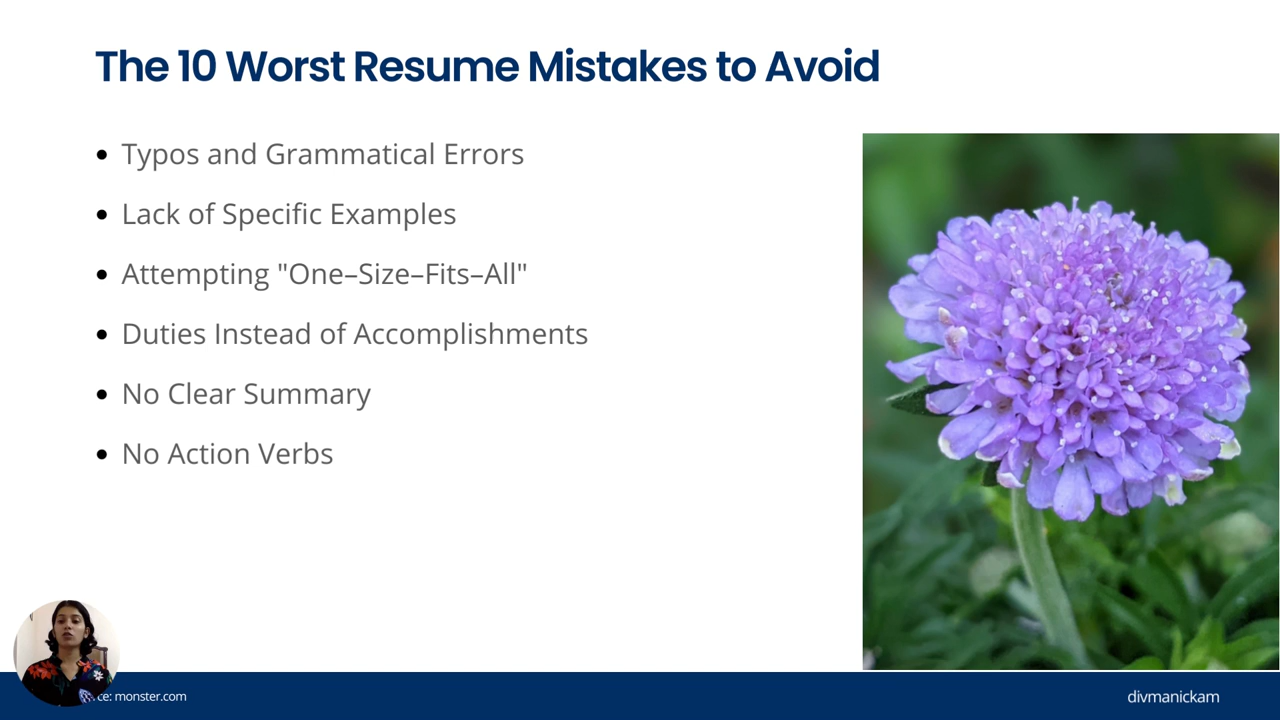 The 10 Worst Resume Mistakes to Avoid
• Typos and Grammatical Errors
• Lack of Specific Examples
• Attempting "One–Size–Fits–All"
• Duties Instead of Accomplishments
• No Clear Summary
• No Action Verbs
ce: monster.com
divmanickam